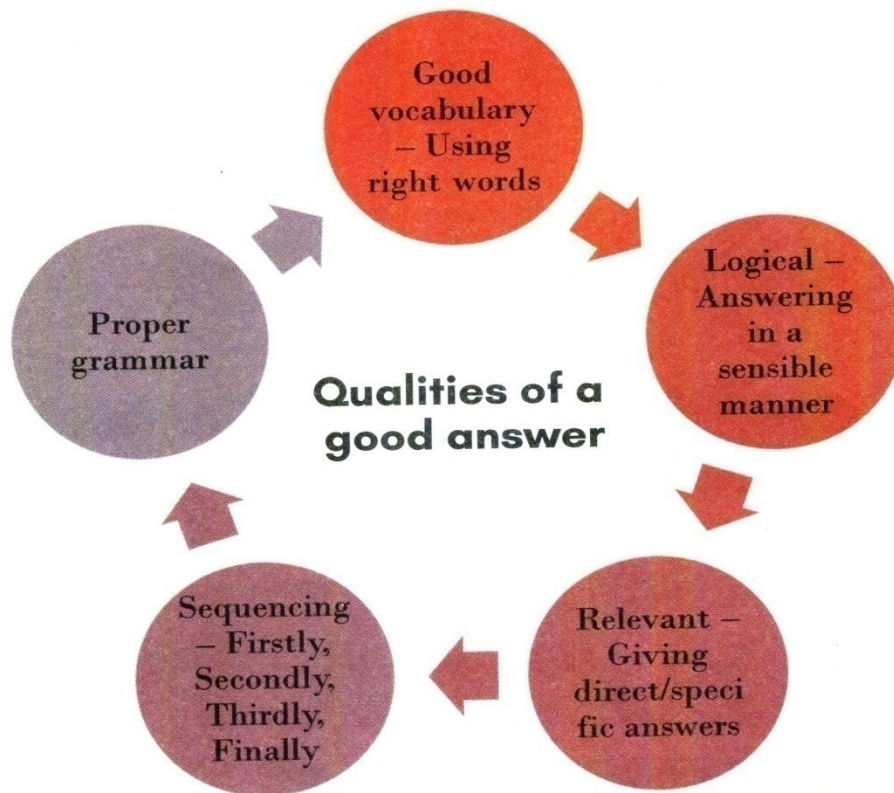 Good
vocabulary
– Using
right words
Logical –
Answering
in a
sensible
manner
Relevant –
Giving
direct/speci
fic answers
Sequencing
– Firstly,
Secondly,
Thirdly,
Finally
Proper
grammar
Qualities of a
good answer